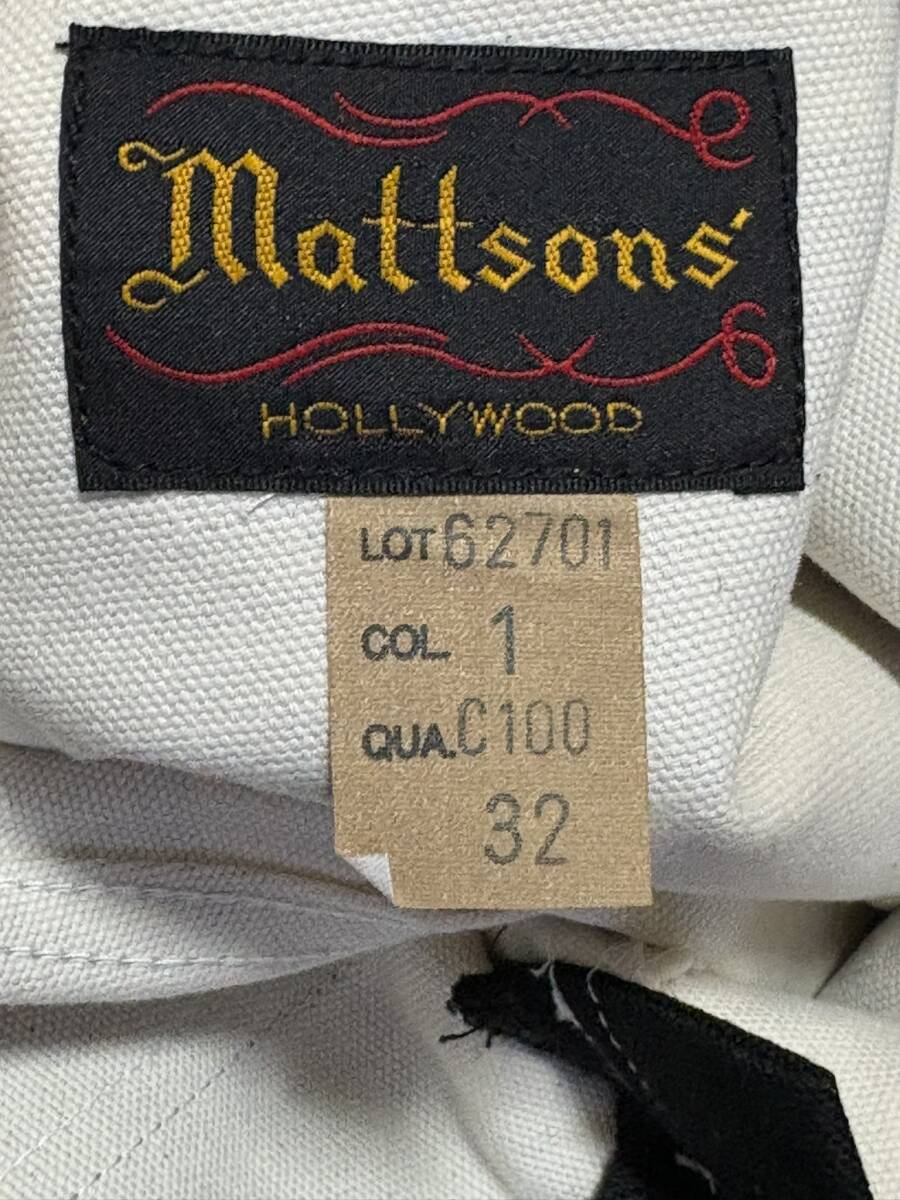 Mattsons'
HOLLYWOOD
LOT 62701
COL. 1
QUA. C100
32